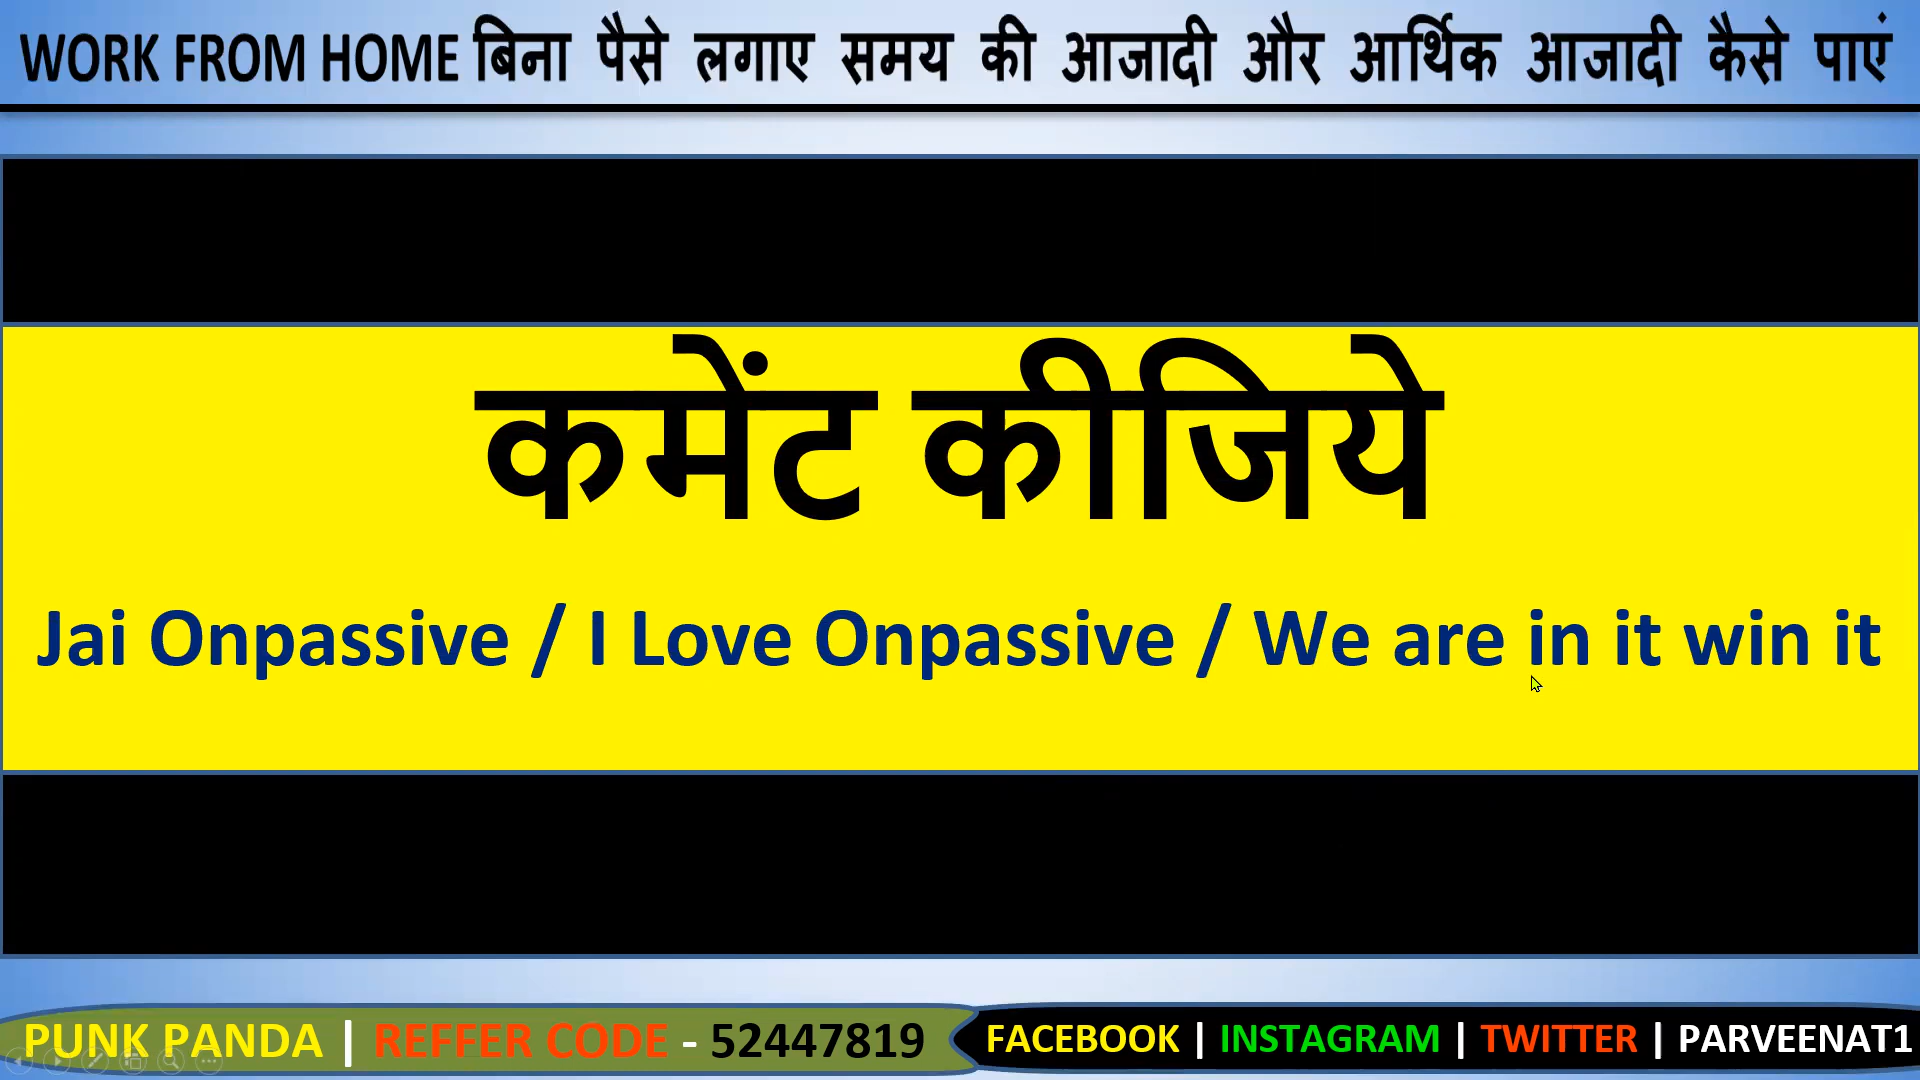 WORK FROM HOME बिना पैसे लगाए समय की आजादी और आर्थिक आजादी कैसे पाएं
कमेंट कीजिये
Jai Onpassive / I Love Onpassive / We are in it win it
PUNK PANDA | REFFER CODE - 52447819 FACEBOOK | INSTAGRAM | TWITTER | PARVEENAT1